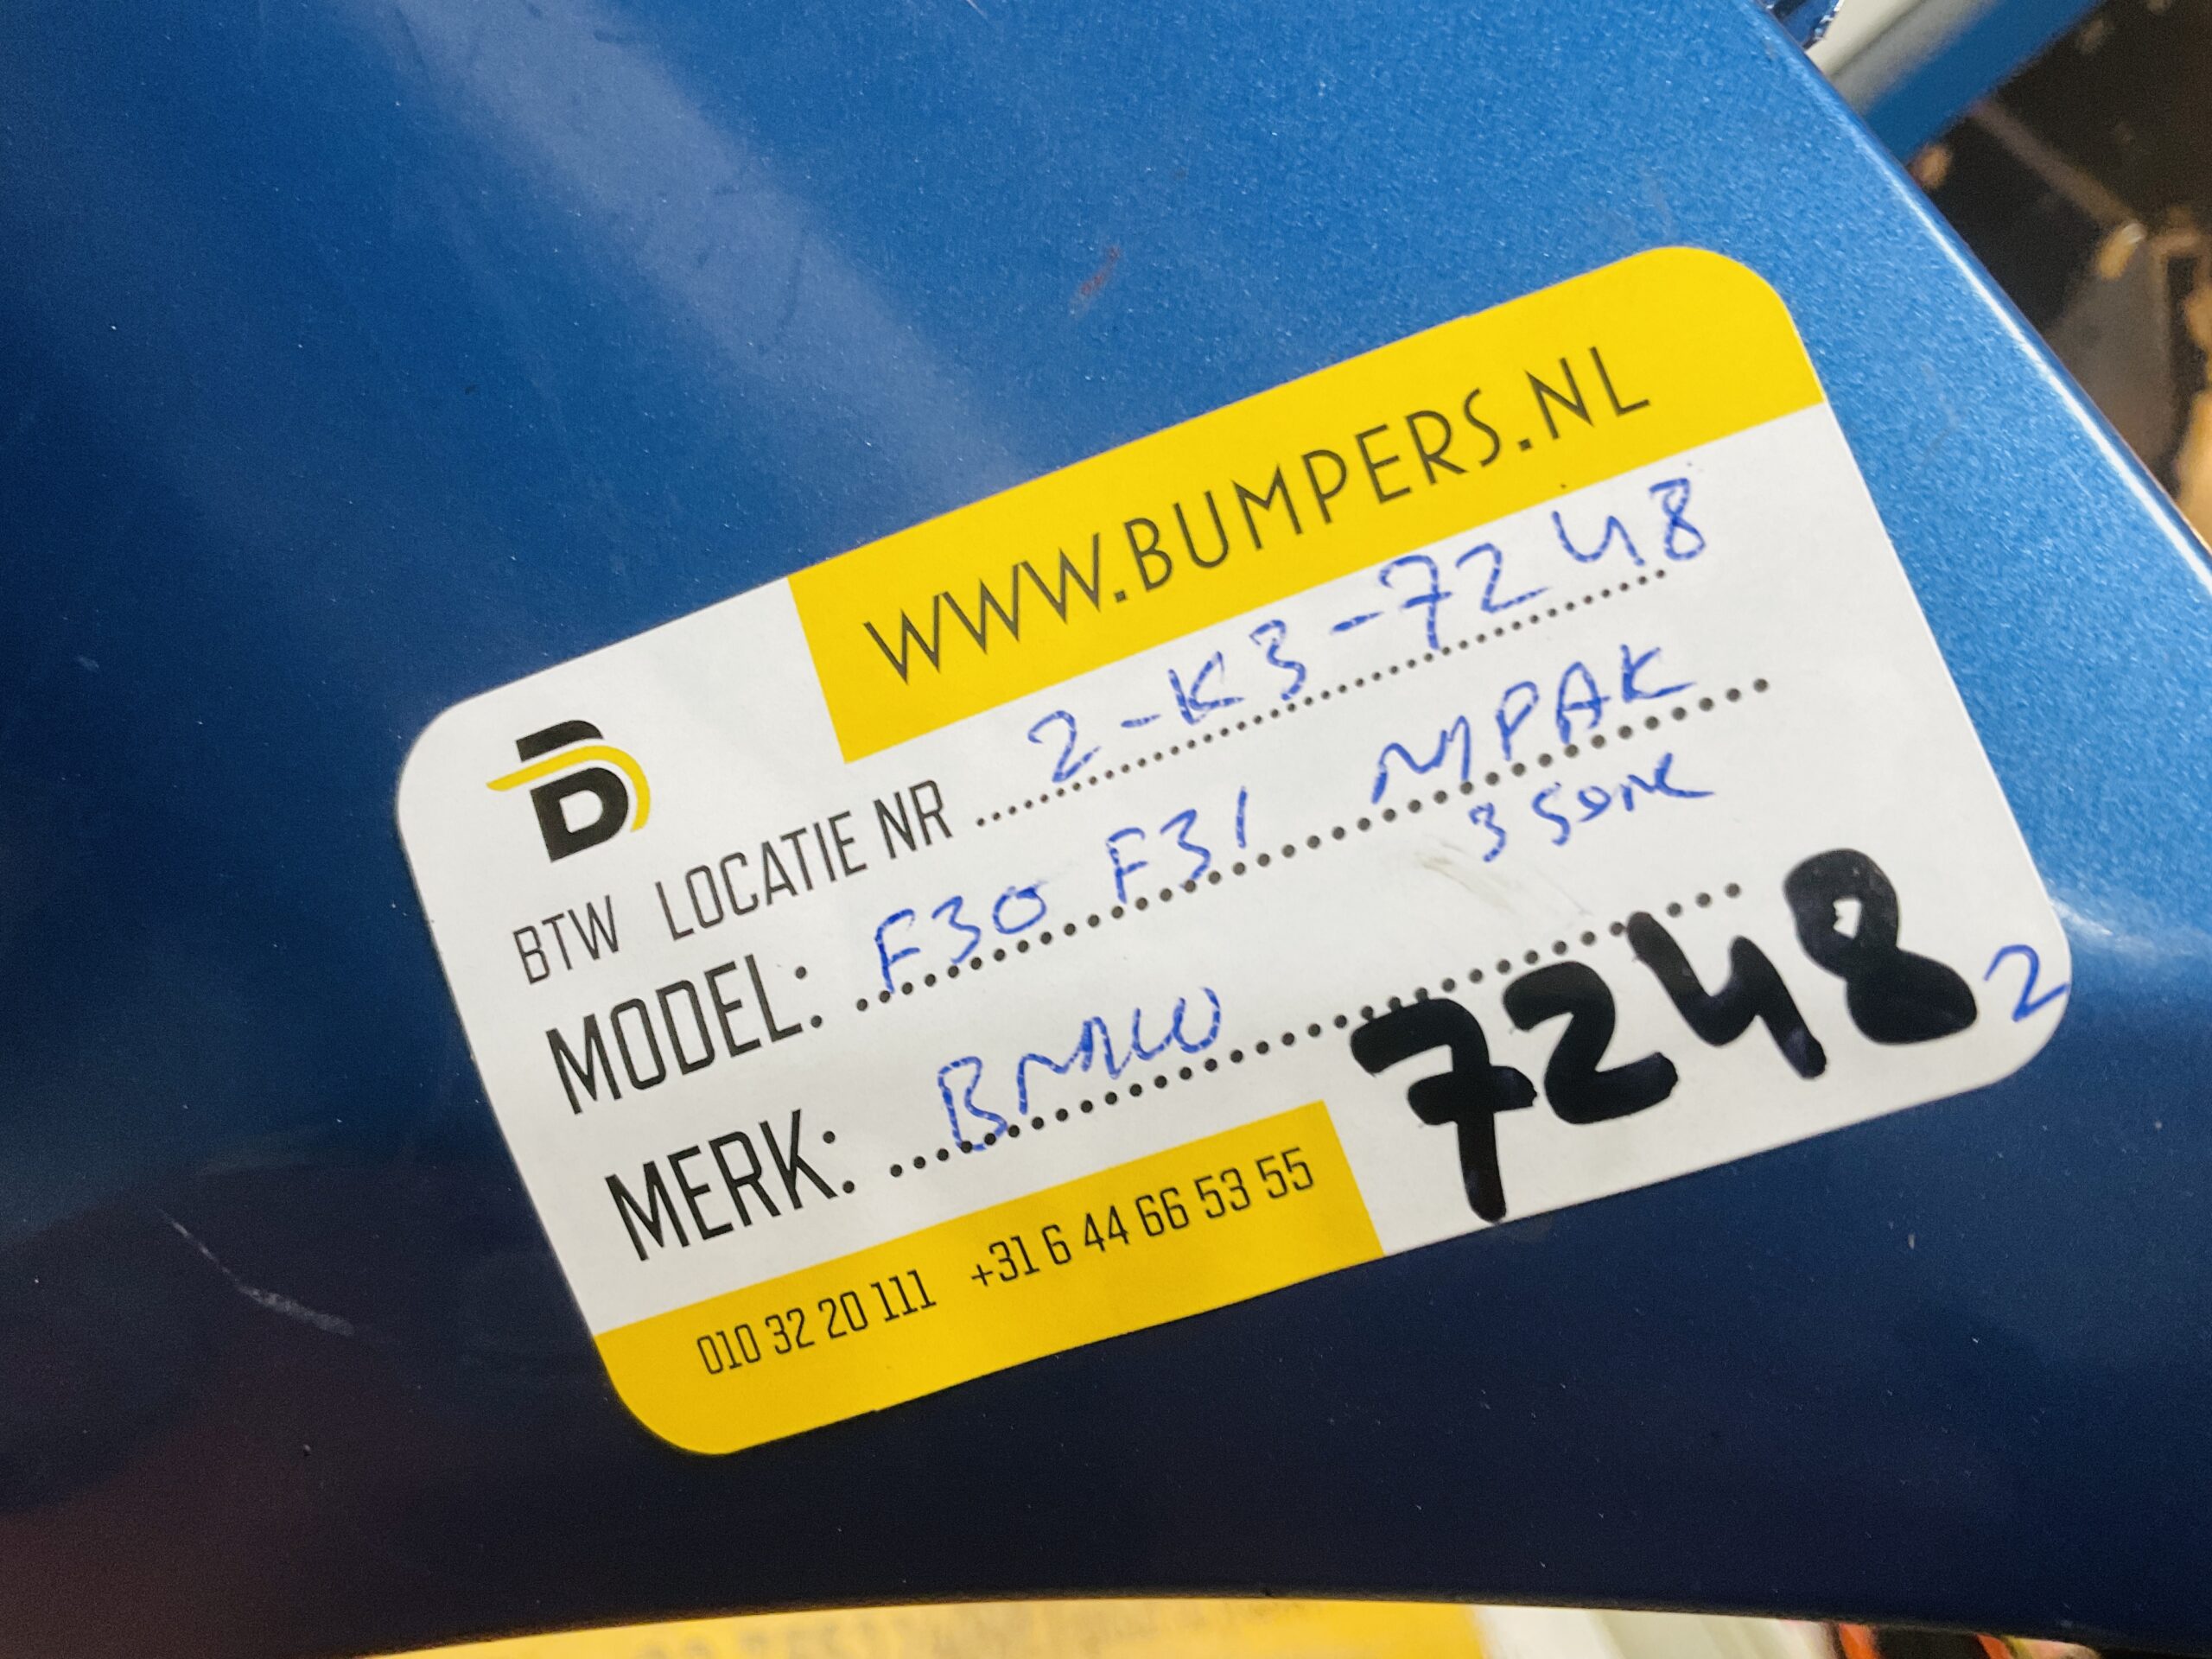 WWW.BUMPERS.NL
B
BTW LOCATIE NR 2-K3-7248
MODEL: F30 F31 MPAK
3 Serie
MERK: BMW
7248 2
010 32 20 111 +31 6 44 66 53 55